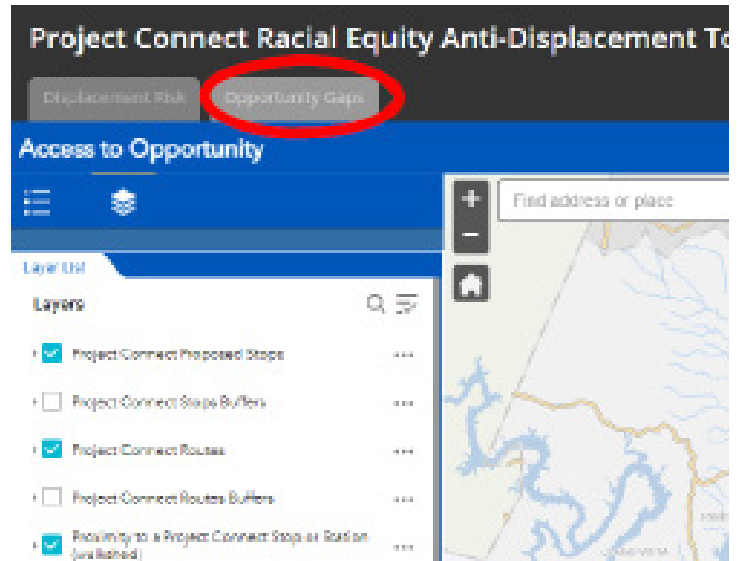 Project Connect Racial Equity Anti-Displacement To
Displacement Risk
Opportunity Gaps
Access to Opportunity
Find address or place
Layer List
Layers
Project Connect Proposed Stops
Project Connect Stops Buffers
Project Connect Routes
Project Connect Routes Buffers
Proximity to a Project Connect Stop or Station